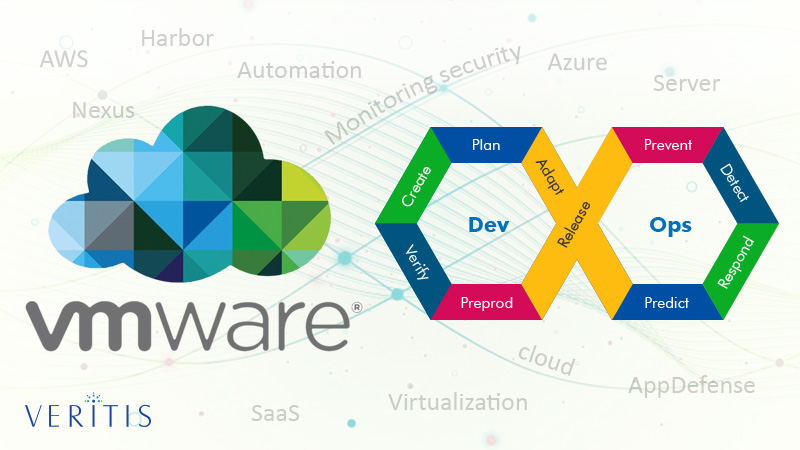 AWS
Harbor
Automation
Nexus
Monitoring security
Azure
Server
vmware®
Plan
Create
Adapt
Dev
Verify
Preprod
Release
Prevent
Detect
Ops
Respond
Predict
cloud
SaaS
Virtualization
AppDefense
VERITIS